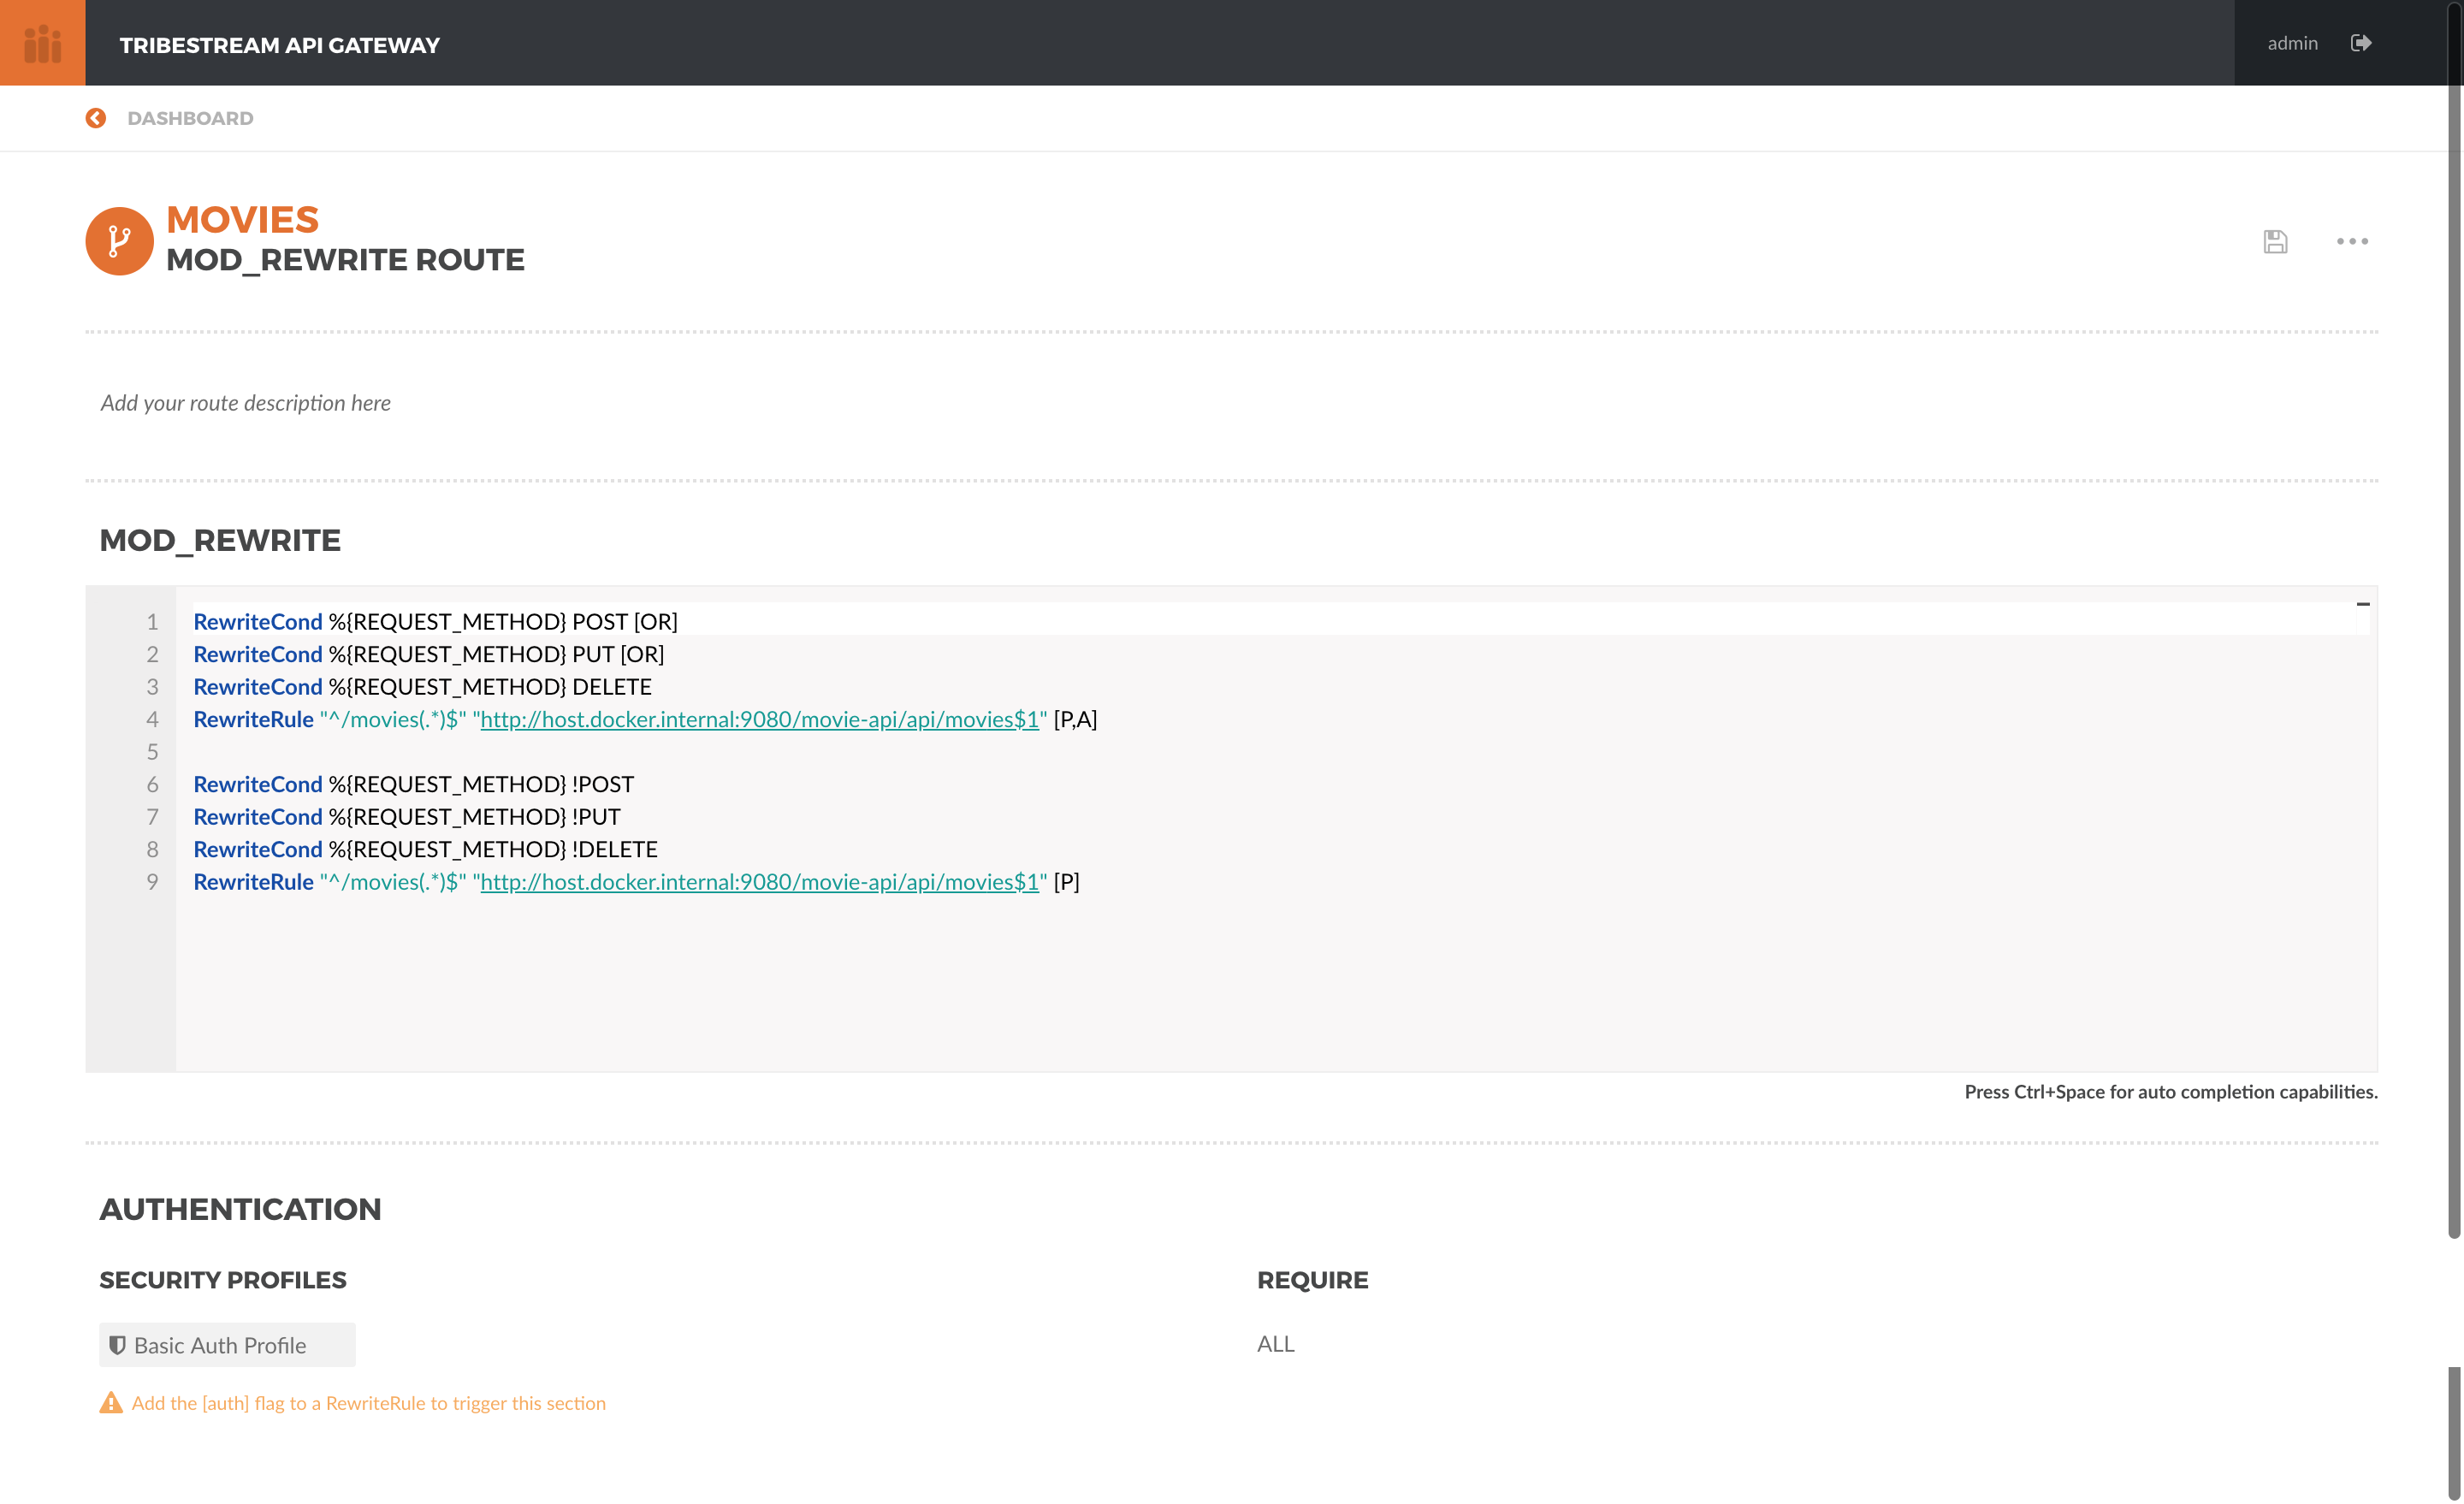 TRIBESTREAM API GATEWAY
admin
DASHBOARD
MOVIES
MOD_REWRITE ROUTE
Add your route description here
MOD_REWRITE
1 RewriteCond %{REQUEST_METHOD} POST [OR]
2 RewriteCond %{REQUEST_METHOD} PUT [OR]
3 RewriteCond %{REQUEST_METHOD} DELETE
4 RewriteRule "^/movies(.*)$" "http://host.docker.internal:9080/movie-api/api/movies$1" [P,A]
5
6 RewriteCond %{REQUEST_METHOD} !POST
7 RewriteCond %{REQUEST_METHOD} !PUT
8 RewriteCond %{REQUEST_METHOD} !DELETE
9 RewriteRule "^/movies(.*)$" "http://host.docker.internal:9080/movie-api/api/movies$1" [P]
Press Ctrl+Space for auto completion capabilities.
AUTHENTICATION
SECURITY PROFILES
REQUIRE
Basic Auth Profile
ALL
Add the [auth] flag to a RewriteRule to trigger this section